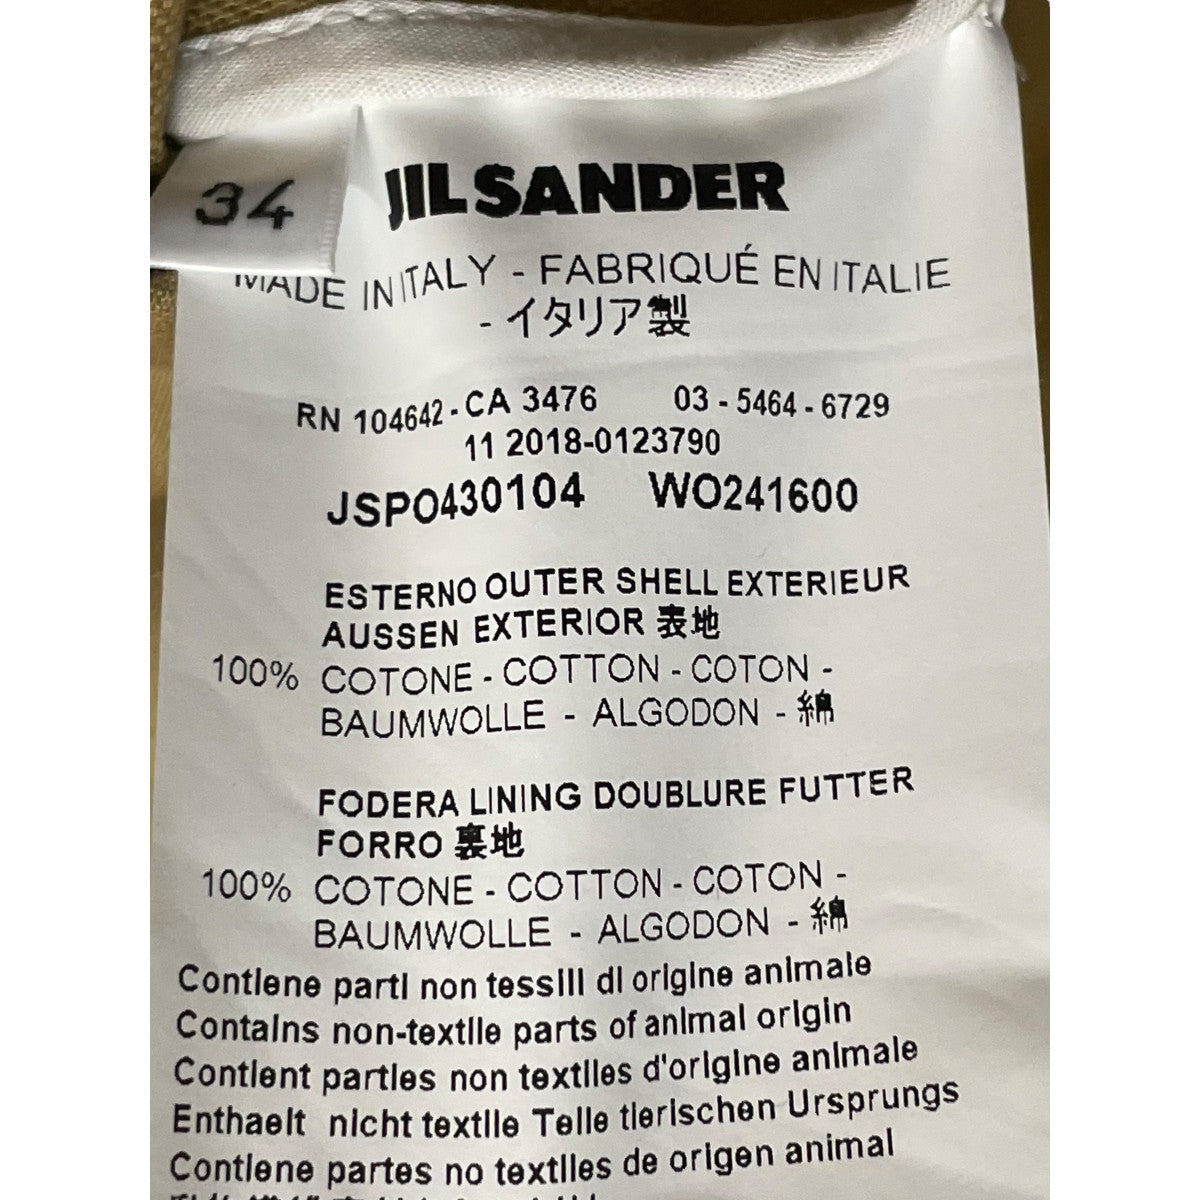 34
JIL SANDER
MADE IN ITALY - FABRIQUÉ EN ITALIE
- イタリア製
RN 104642 - CA 3476 03 - 5464 - 6729
11 2018-0123790
JSPO430104 WO241600
ESTERNO OUTER SHELL EXTERIEUR
AUSSEN EXTERIOR 表地
100% COTONE - COTTON - COTON -
BAUMWOLLE - ALGODON - 綿
FODERA LINING DOUBLURE FUTTER
FORRO 裏地
100% COTONE - COTTON - COTON -
BAUMWOLLE - ALGODON - 綿
Contiene parti non tessili di origine animale
Contains non-textile parts of animal origin
Contient parties non textiles d'origine animale
Enthaelt nicht textile Teile tierischen Ursprungs
Contiene partes no textiles de origen animal